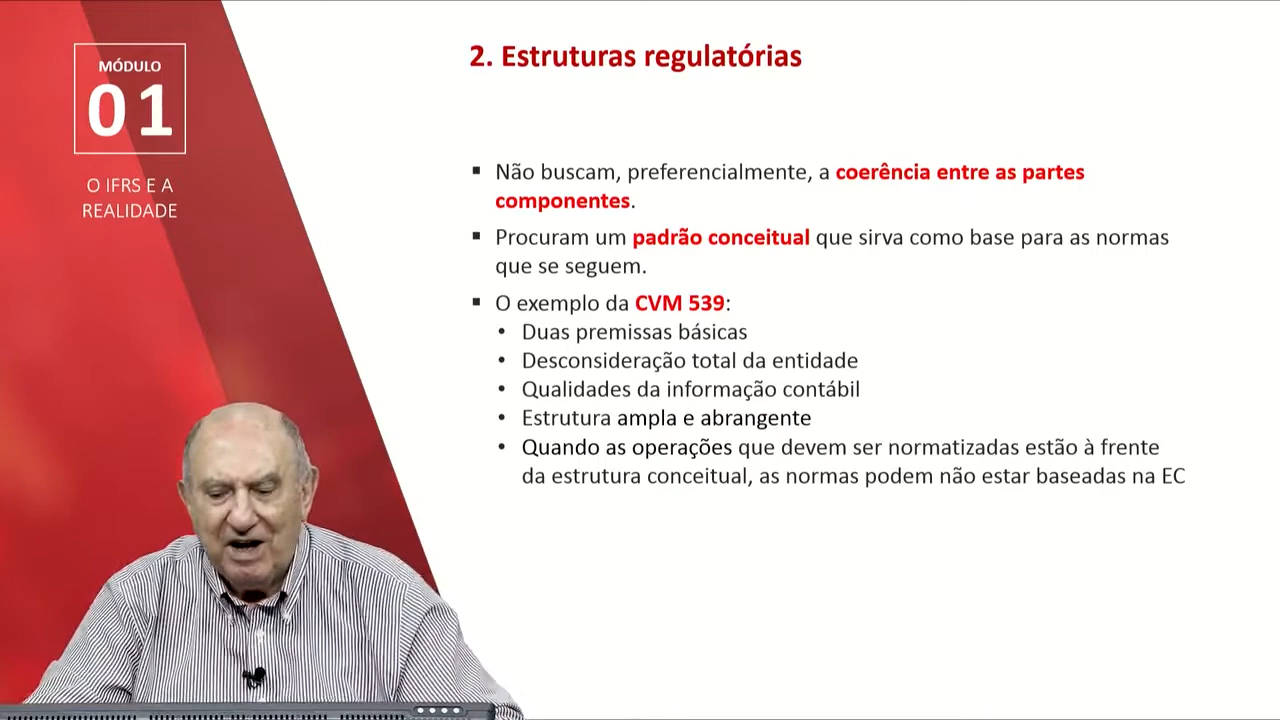 MÓDULO
01
O IFRS E A
REALIDADE
2. Estruturas regulatórias
▪ Não buscam, preferencialmente, a coerência entre as partes
componentes.
▪ Procuram um padrão conceitual que sirva como base para as normas
que se seguem.
▪ O exemplo da CVM 539:
• Duas premissas básicas
• Desconsideração total da entidade
• Qualidades da informação contábil
• Estrutura ampla e abrangente
• Quando as operações que devem ser normatizadas estão à frente
da estrutura conceitual, as normas podem não estar baseadas na EC